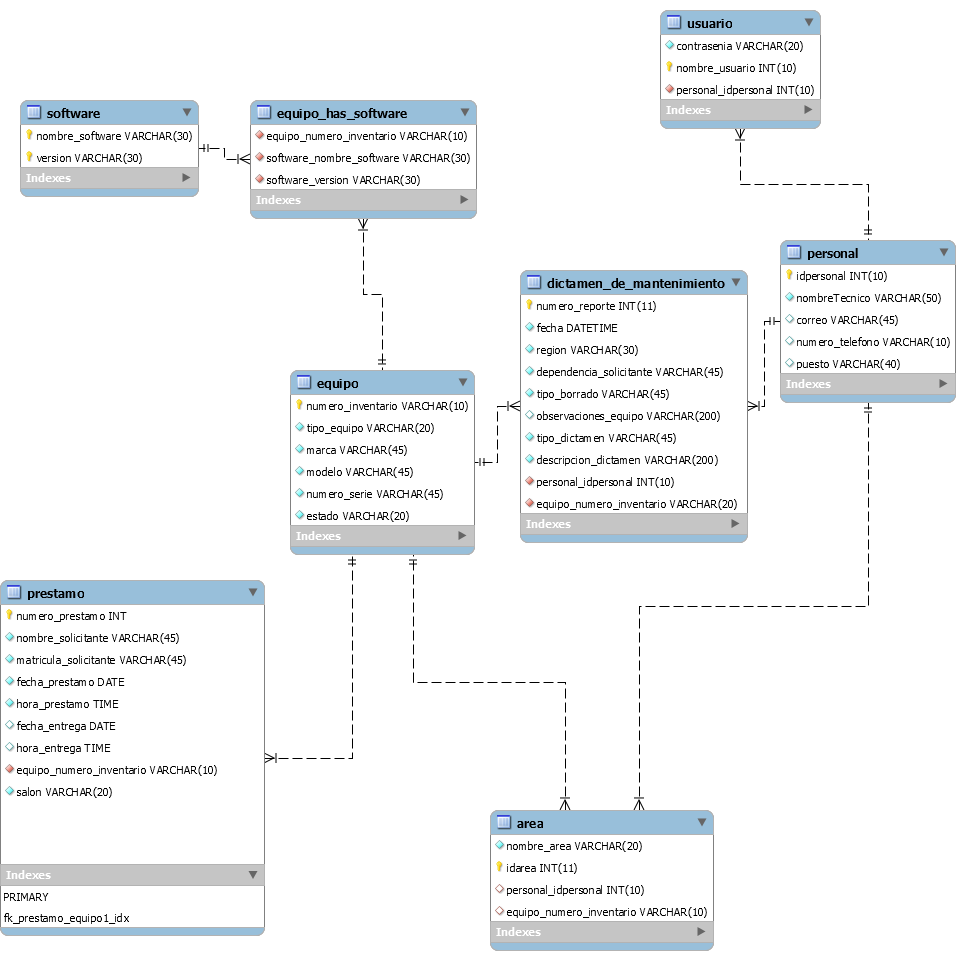 usuario
contrasenia VARCHAR(20)
nombre_usuario INT(10)
personal_idpersonal INT(10)
Indexes
software
nombre_software VARCHAR(30)
version VARCHAR(30)
Indexes
equipo_has_software
equipo_numero_inventario VARCHAR(10)
software_nombre_software VARCHAR(30)
software_version VARCHAR(30)
Indexes
personal
idpersonal INT(10)
nombreTecnico VARCHAR(50)
correo VARCHAR(45)
numero_telefono VARCHAR(10)
puesto VARCHAR(40)
Indexes
dictamen_de_mantenimiento
numero_reporte INT(11)
fecha DATETIME
region VARCHAR(30)
dependencia_solicitante VARCHAR(45)
tipo_borrado VARCHAR(45)
observaciones_equipo VARCHAR(200)
tipo_dictamen VARCHAR(45)
descripcion_dictamen VARCHAR(200)
personal_idpersonal INT(10)
equipo_numero_inventario VARCHAR(20)
Indexes
equipo
numero_inventario VARCHAR(10)
tipo_equipo VARCHAR(20)
marca VARCHAR(45)
modelo VARCHAR(45)
numero_serie VARCHAR(45)
estado VARCHAR(20)
Indexes
prestamo
numero_prestamo INT
nombre_solicitante VARCHAR(45)
matricula_solicitante VARCHAR(45)
fecha_prestamo DATE
hora_prestamo TIME
fecha_entrega DATE
hora_entrega TIME
equipo_numero_inventario VARCHAR(10)
salon VARCHAR(20)
Indexes
PRIMARY
fk_prestamo_equipo1_idx
area
nombre_area VARCHAR(20)
idarea INT(11)
personal_idpersonal INT(10)
equipo_numero_inventario VARCHAR(10)
Indexes